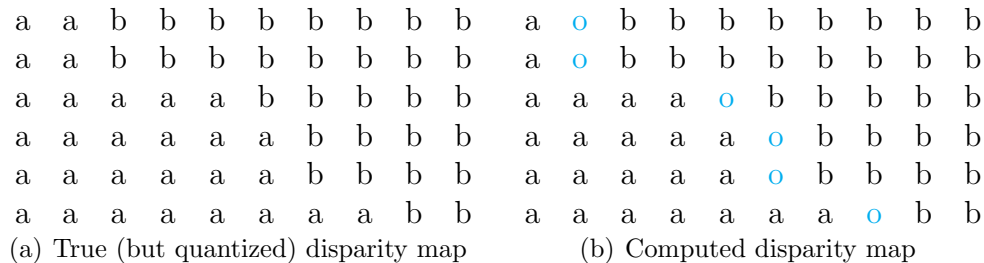 a a b b b b b b b b a o b b b b b b b b
a a b b b b b b b b a o b b b b b b b b
a a a a a b b b b b a a a a o b b b b b
a a a a a a b b b b a a a a a o b b b b
a a a a a a b b b b a a a a a o b b b b
a a a a a a a a b b a a a a a a a o b b
(a) True (but quantized) disparity map (b) Computed disparity map